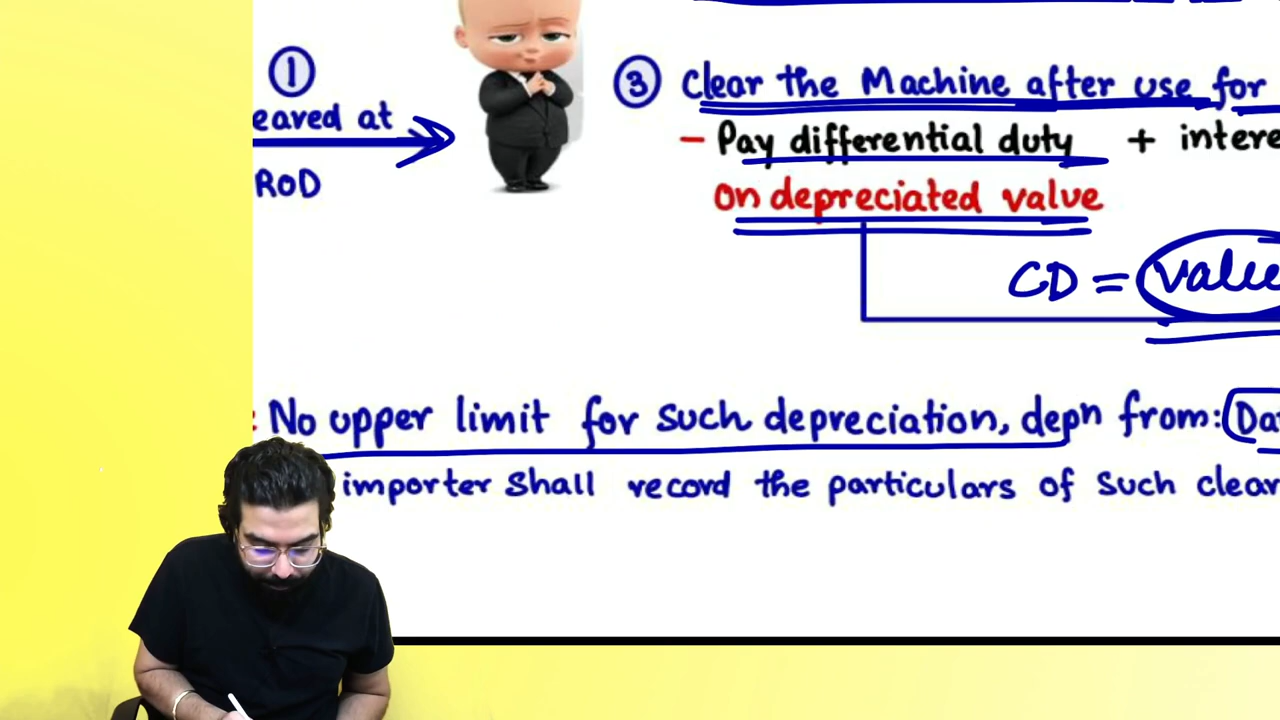 ①
eaved at
RoD
③ Clear the Machine after use for
- Pay differential duty + intere
on depreciated value
CD = value
: No upper limit for such depreciation, depn from: Da
importer Shall record the particulars of such clear